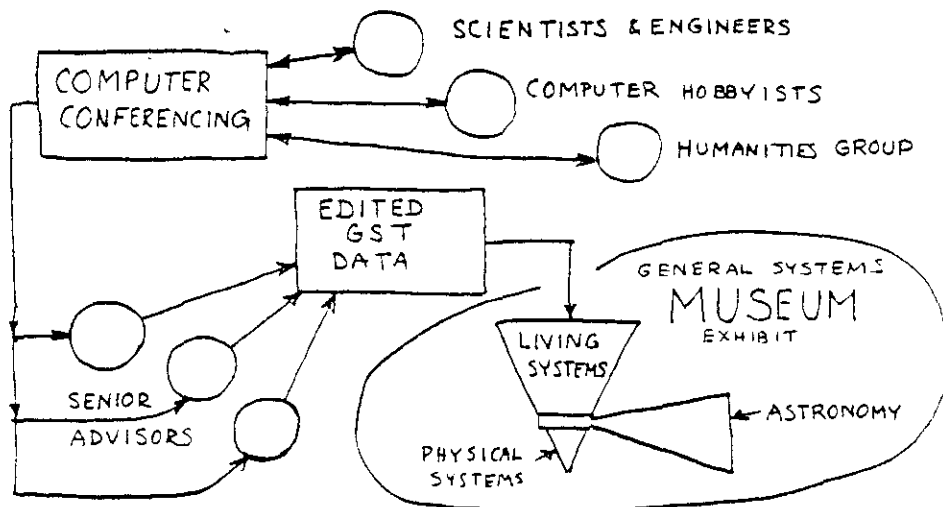 SCIENTISTS & ENGINEERS
COMPUTER
CONFERENCING
COMPUTER HOBBYISTS
HUMANITIES GROUP
EDITED
GST
DATA
GENERAL SYSTEMS
MUSEUM
EXHIBIT
LIVING
SYSTEMS
SENIOR
ADVISORS
ASTRONOMY
PHYSICAL
SYSTEMS